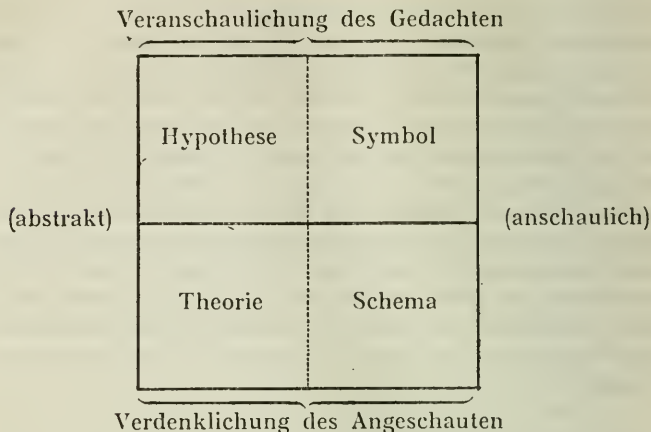 Veranschaulichung des Gedachten
Hypothese Symbol
(abstrakt) (anschaulich)
Theorie Schema
Verdenklichung des Angeschauten